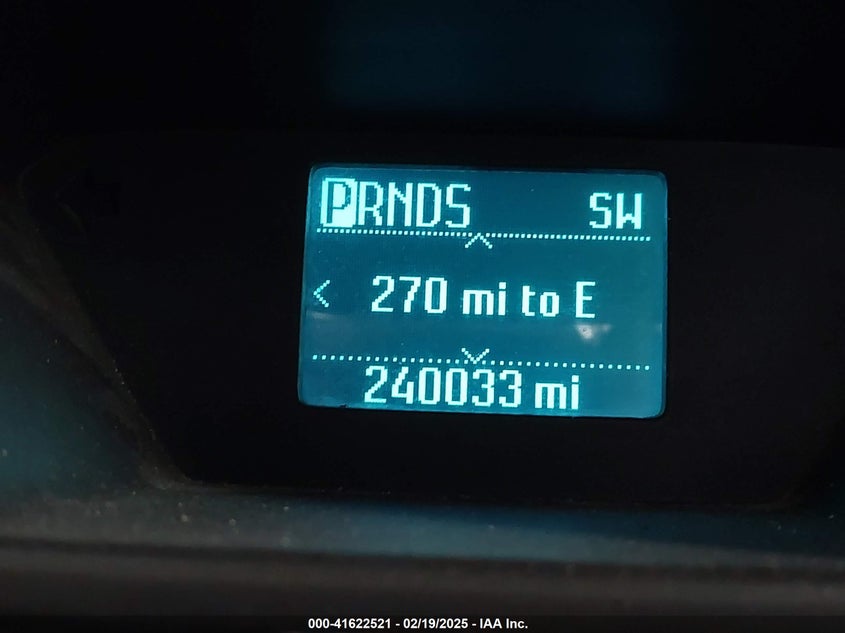 PRNDS SW
< 270 mi to E
240033 mi
000-41622521 - 02/19/2025 - IAA Inc.